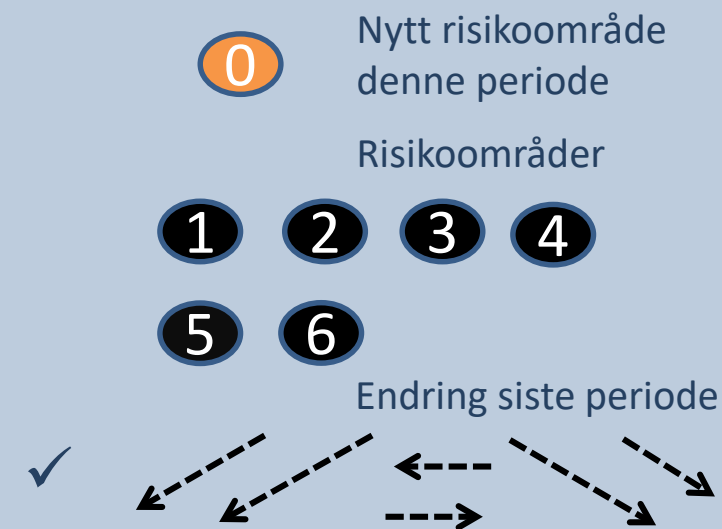 0
Nytt risikoområde
denne periode
Risikoområder
1 2 3 4
5 6
Endring siste periode
✓